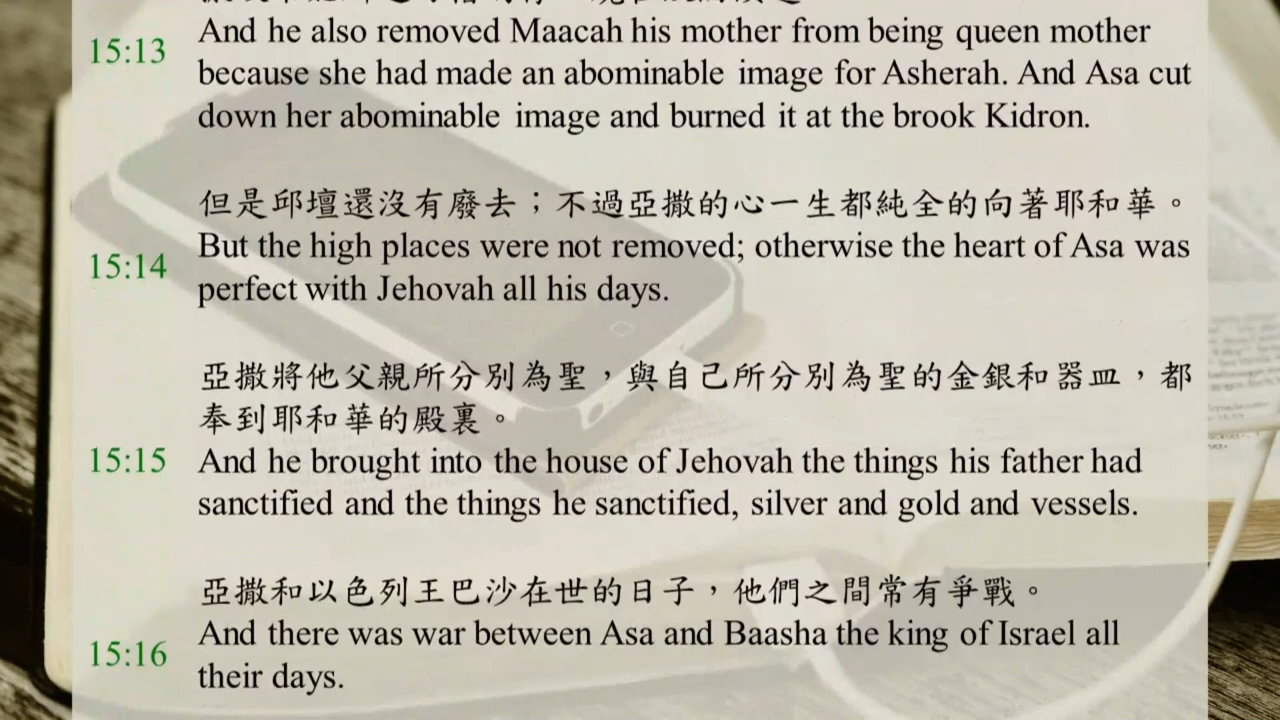 15:13
And he also removed Maacah his mother from being queen mother
because she had made an abominable image for Asherah. And Asa cut
down her abominable image and burned it at the brook Kidron.
但是邱壇還沒有廢去；不過亞撒的心一生都純全的向著耶和華。
15:14
But the high places were not removed; otherwise the heart of Asa was
perfect with Jehovah all his days.
亞撒將他父親所分別為聖，與自己所分別為聖的金銀和器皿，都
奉到耶和華的殿裏。
15:15
And he brought into the house of Jehovah the things his father had
sanctified and the things he sanctified, silver and gold and vessels.
亞撒和以色列王巴沙在世的日子，他們之間常有爭戰。
15:16
And there was war between Asa and Baasha the king of Israel all
their days.